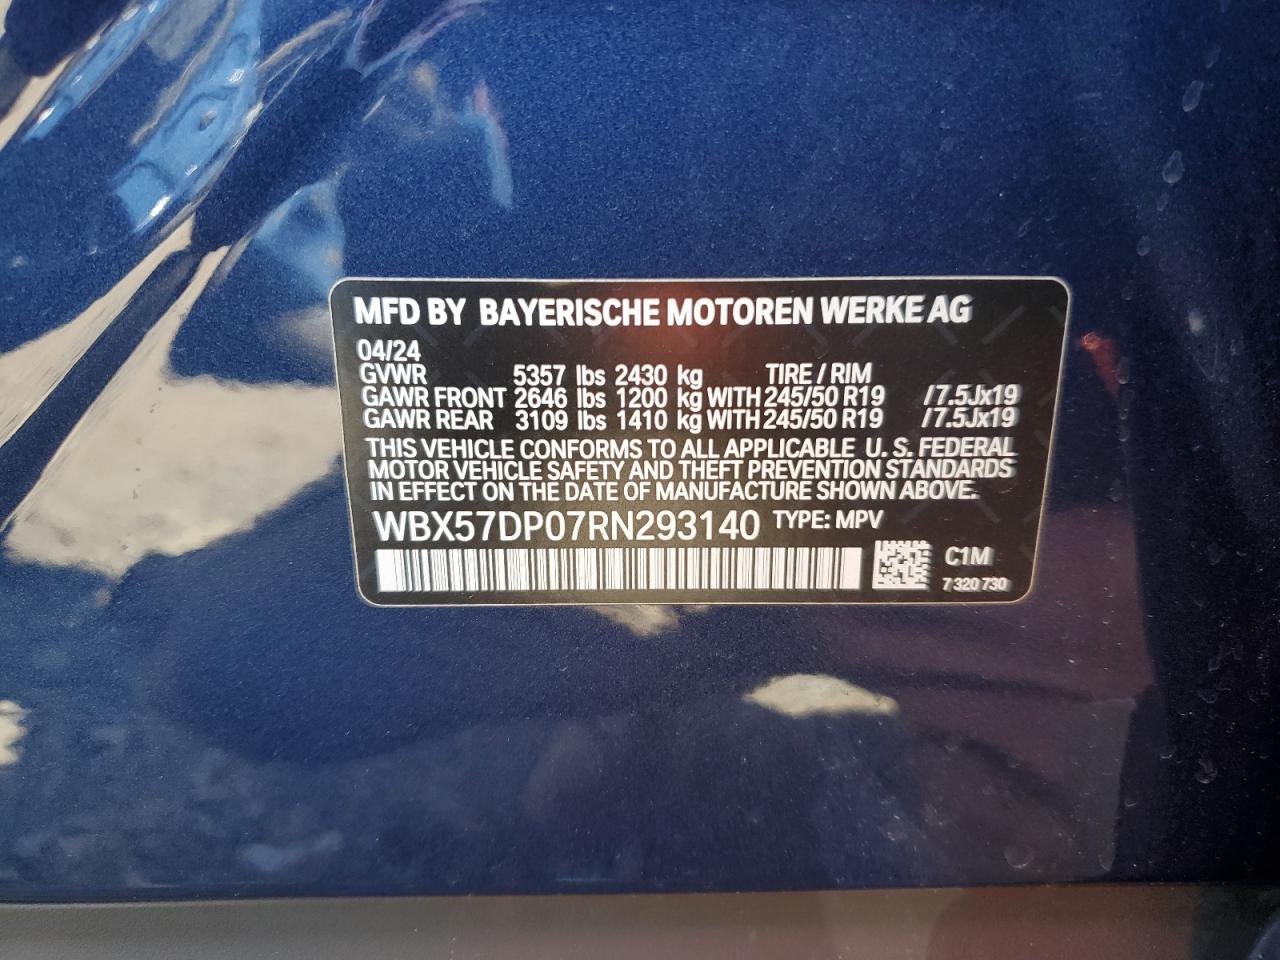 MFD BY BAYERISCHE MOTOREN WERKE AG
04/24
GVWR 5357 lbs 2430 kg TIRE / RIM
GAWR FRONT 2646 lbs 1200 kg WITH 245/50 R19 /7.5Jx19
GAWR REAR 3109 lbs 1410 kg WITH 245/50 R19 /7.5Jx19
THIS VEHICLE CONFORMS TO ALL APPLICABLE U. S. FEDERAL
MOTOR VEHICLE SAFETY AND THEFT PREVENTION STANDARDS
IN EFFECT ON THE DATE OF MANUFACTURE SHOWN ABOVE.
WBX57DP07RN293140 TYPE: MPV
C1M
7 320 730